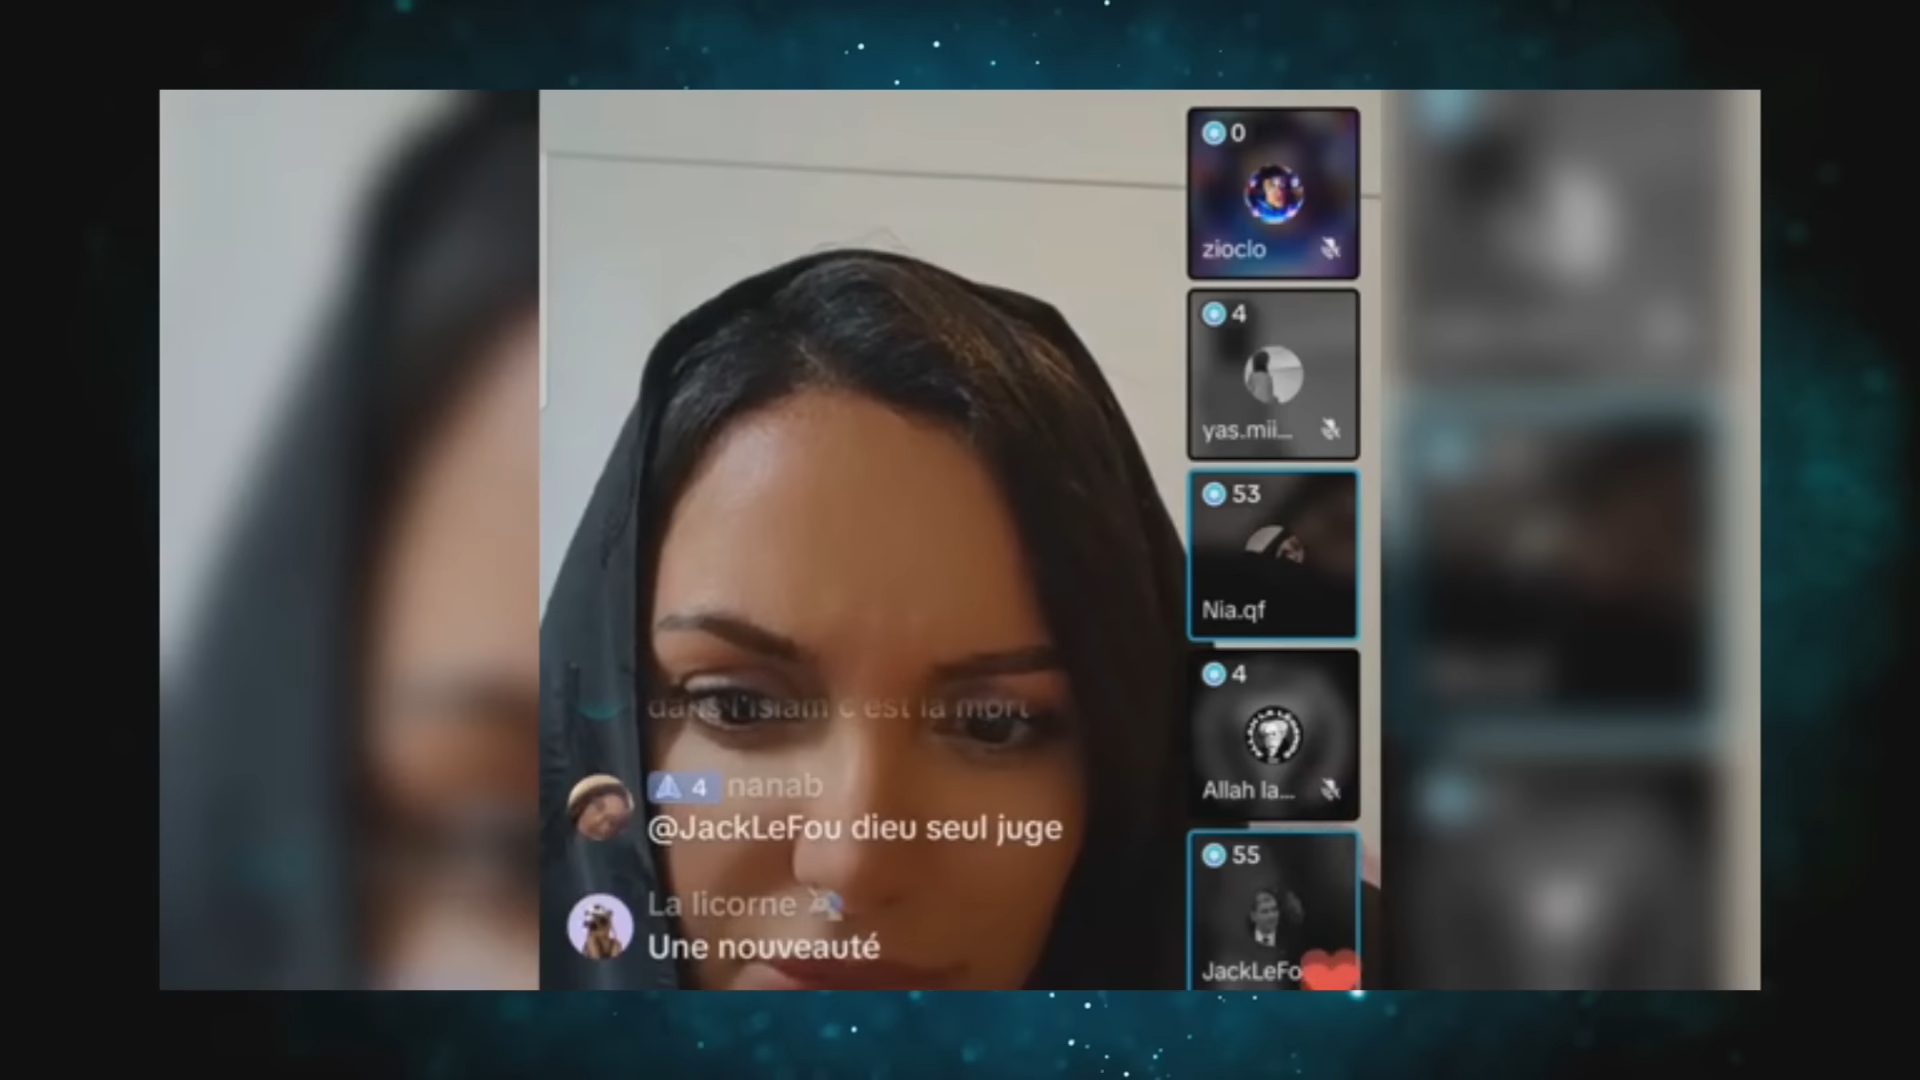 0
zioclo
4
yas.mii...
53
Nia.qf
4
Allah la...
55
JackLeFo
dans l'islam c'est la mort
4 nanab
@JackLeFou dieu seul juge
La licorne
Une nouveauté